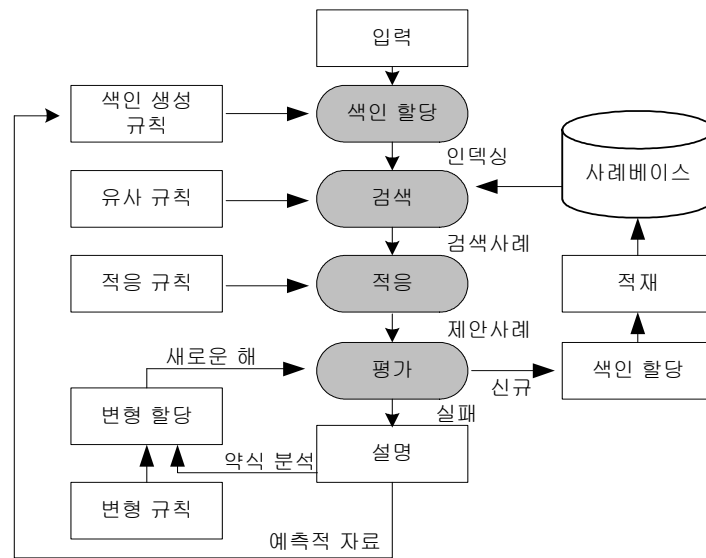 입력
색인 생성
규칙
색인 할당
인덱싱
사례베이스
유사 규칙
검색
검색사례
적응 규칙
적응
적재
제안사례
새로운 해
평가
신규
색인 할당
변형 할당
실패
설명
약식 분석
변형 규칙
예측적 자료